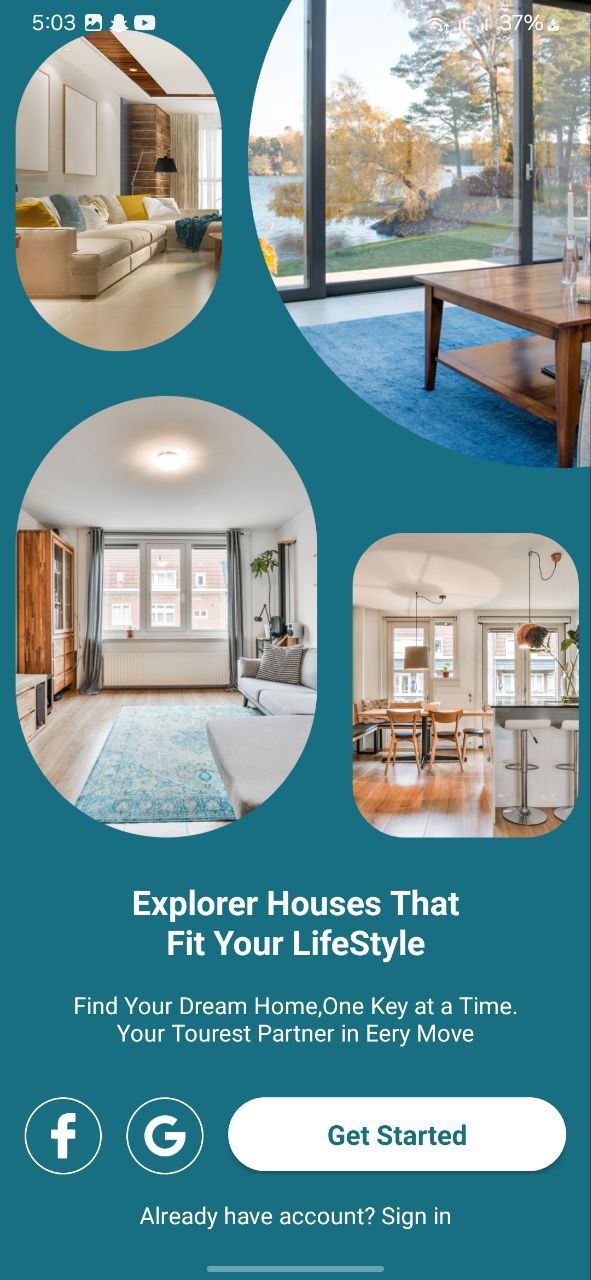 5:03 37%
Explorer Houses That
Fit Your LifeStyle
Find Your Dream Home,One Key at a Time.
Your Tourest Partner in Eery Move
f G Get Started
Already have account? Sign in